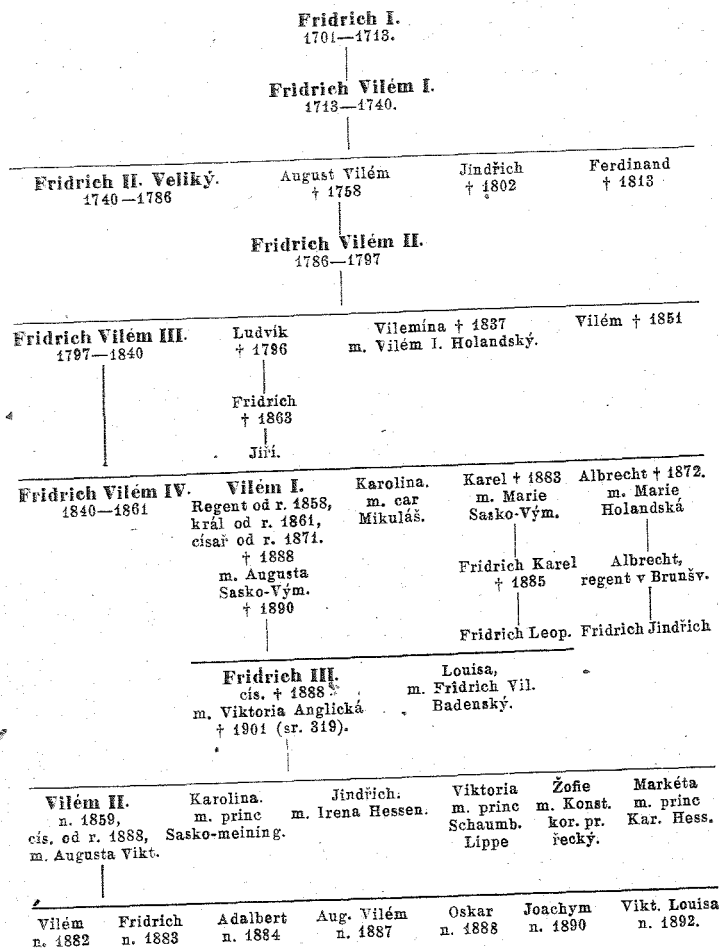 Fridrich I.
1701—1713.
Fridrich Vilém I.
1713—1740.
Fridrich II. Veliký.
1740—1786
August Vilém
† 1758
Jindřich
† 1802
Ferdinand
† 1813
Fridrich Vilém II.
1786—1797
Fridrich Vilém III.
1797—1840
Ludvík
† 1796
Vilemína † 1837
m. Vilém I. Holandský.
Vilém † 1851
Fridrich
† 1863
Jiří.
Fridrich Vilém IV.
1840—1861
Vilém I.
Regent od r. 1858,
král od r. 1861,
císař od r. 1871.
† 1888
m. Augusta
Sasko-Vým.
† 1890
Karolina.
m. car
Mikuláš.
Karel † 1883
m. Marie
Sasko-Vým.
Albrecht † 1872.
m. Marie
Holandská
Fridrich Karel
† 1885
Albrecht,
regent v Brunšv.
Fridrich Leop.
Fridrich Jindřich
Fridrich III.
cís. † 1888
m. Viktoria Anglická
† 1901 (sr. 319).
Louisa,
m. Fridrich Vil.
Badenský.
Vilém II.
n. 1859,
cís. od r. 1888,
m. Augusta Vikt.
Karolina.
m. princ
Sasko-meining.
Jindřich.
m. Irena Hessen.
Viktoria
m. princ
Schaumb.
Lippe
Žofie
m. Konst.
kor. pr.
řecký.
Markéta
m. princ
Kar. Hess.
Vilém
n. 1882
Fridrich
n. 1883
Adalbert
n. 1884
Aug. Vilém
n. 1887
Oskar
n. 1888
Joachym
n. 1890
Vikt. Louisa
n. 1892.